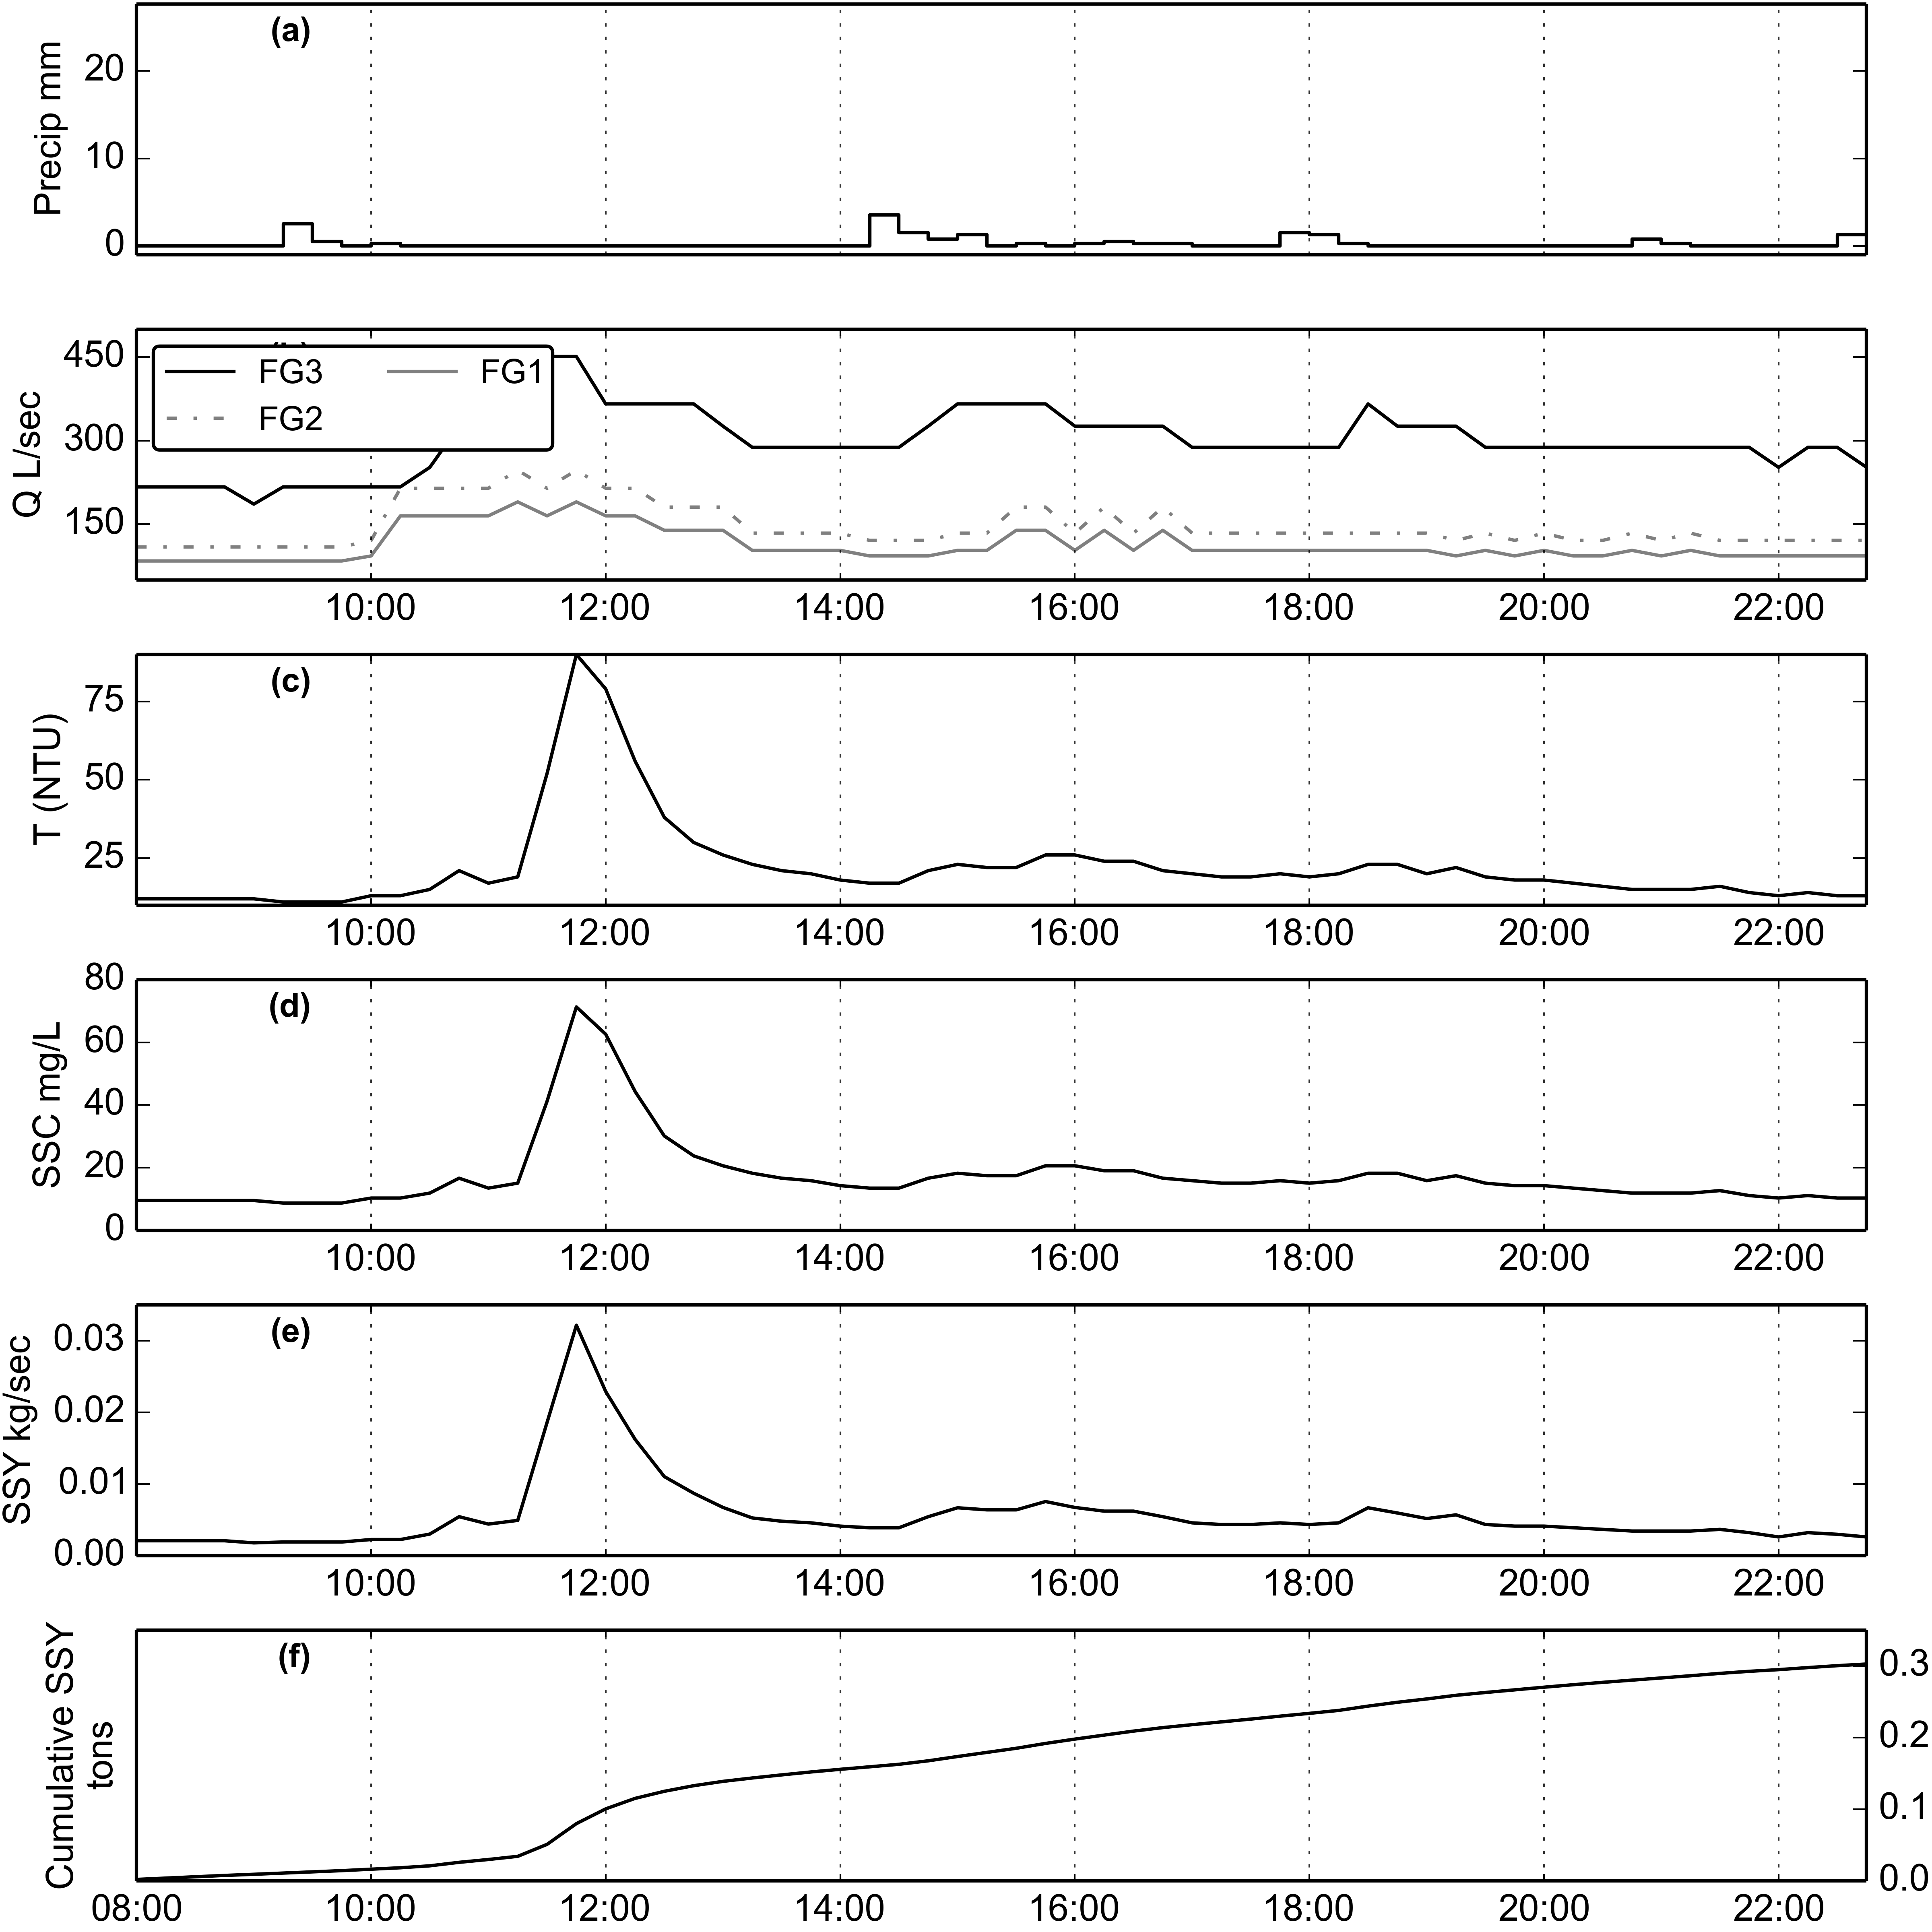 (a)
Precip mm
20
10
0
Q L/sec
450
300
150
FG3 FG1
FG2
10:00 12:00 14:00 16:00 18:00 20:00 22:00
(c)
T (NTU)
75
50
25
10:00 12:00 14:00 16:00 18:00 20:00 22:00
(d)
SSC mg/L
80
60
40
20
0
10:00 12:00 14:00 16:00 18:00 20:00 22:00
(e)
SSY kg/sec
0.03
0.02
0.01
0.00
10:00 12:00 14:00 16:00 18:00 20:00 22:00
(f)
Cumulative SSY
tons
0.3
0.2
0.1
0.0
08:00 10:00 12:00 14:00 16:00 18:00 20:00 22:00